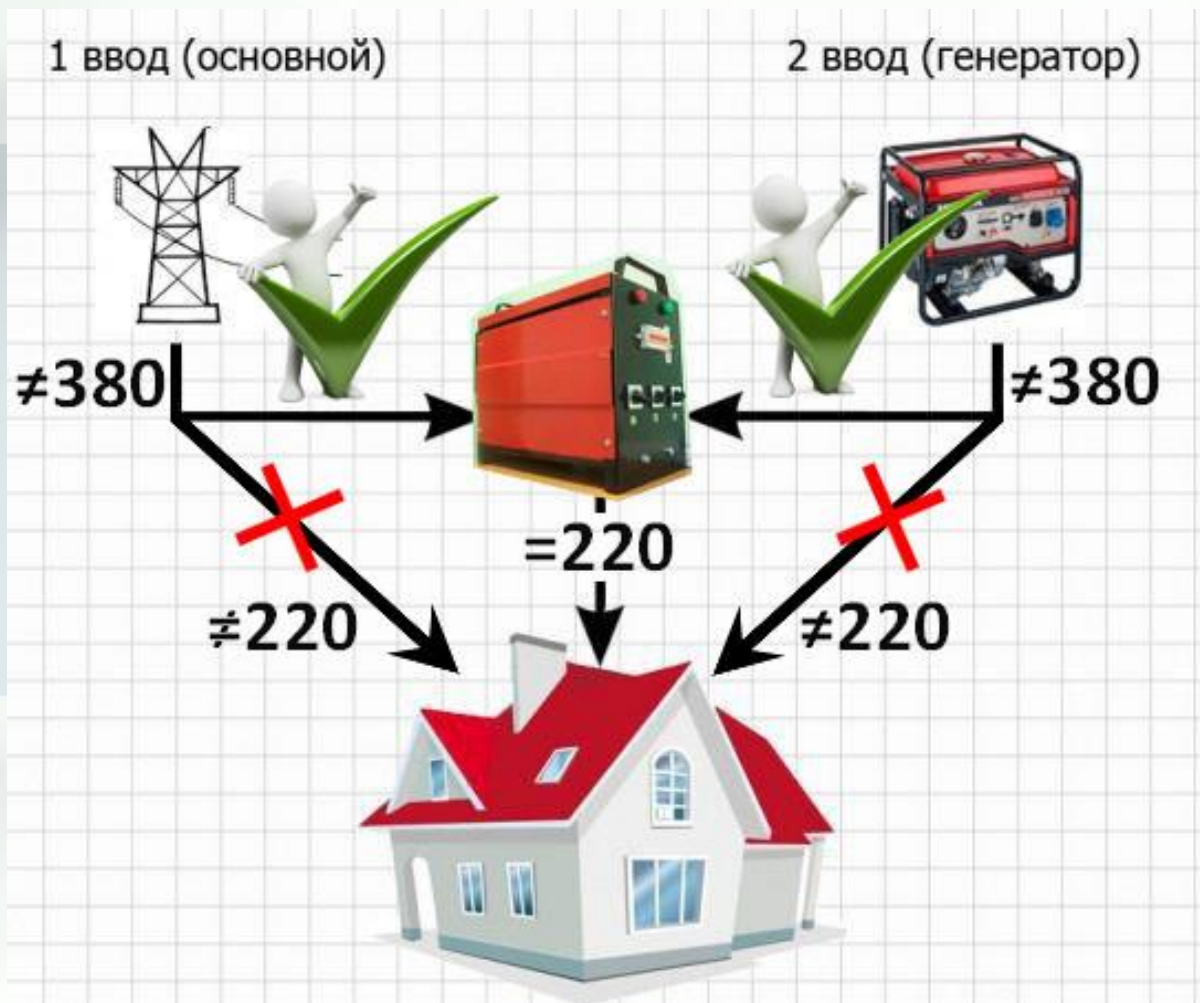 1 ввод (основной)
2 ввод (генератор)
≠380
≠380
=220
≠220
≠220